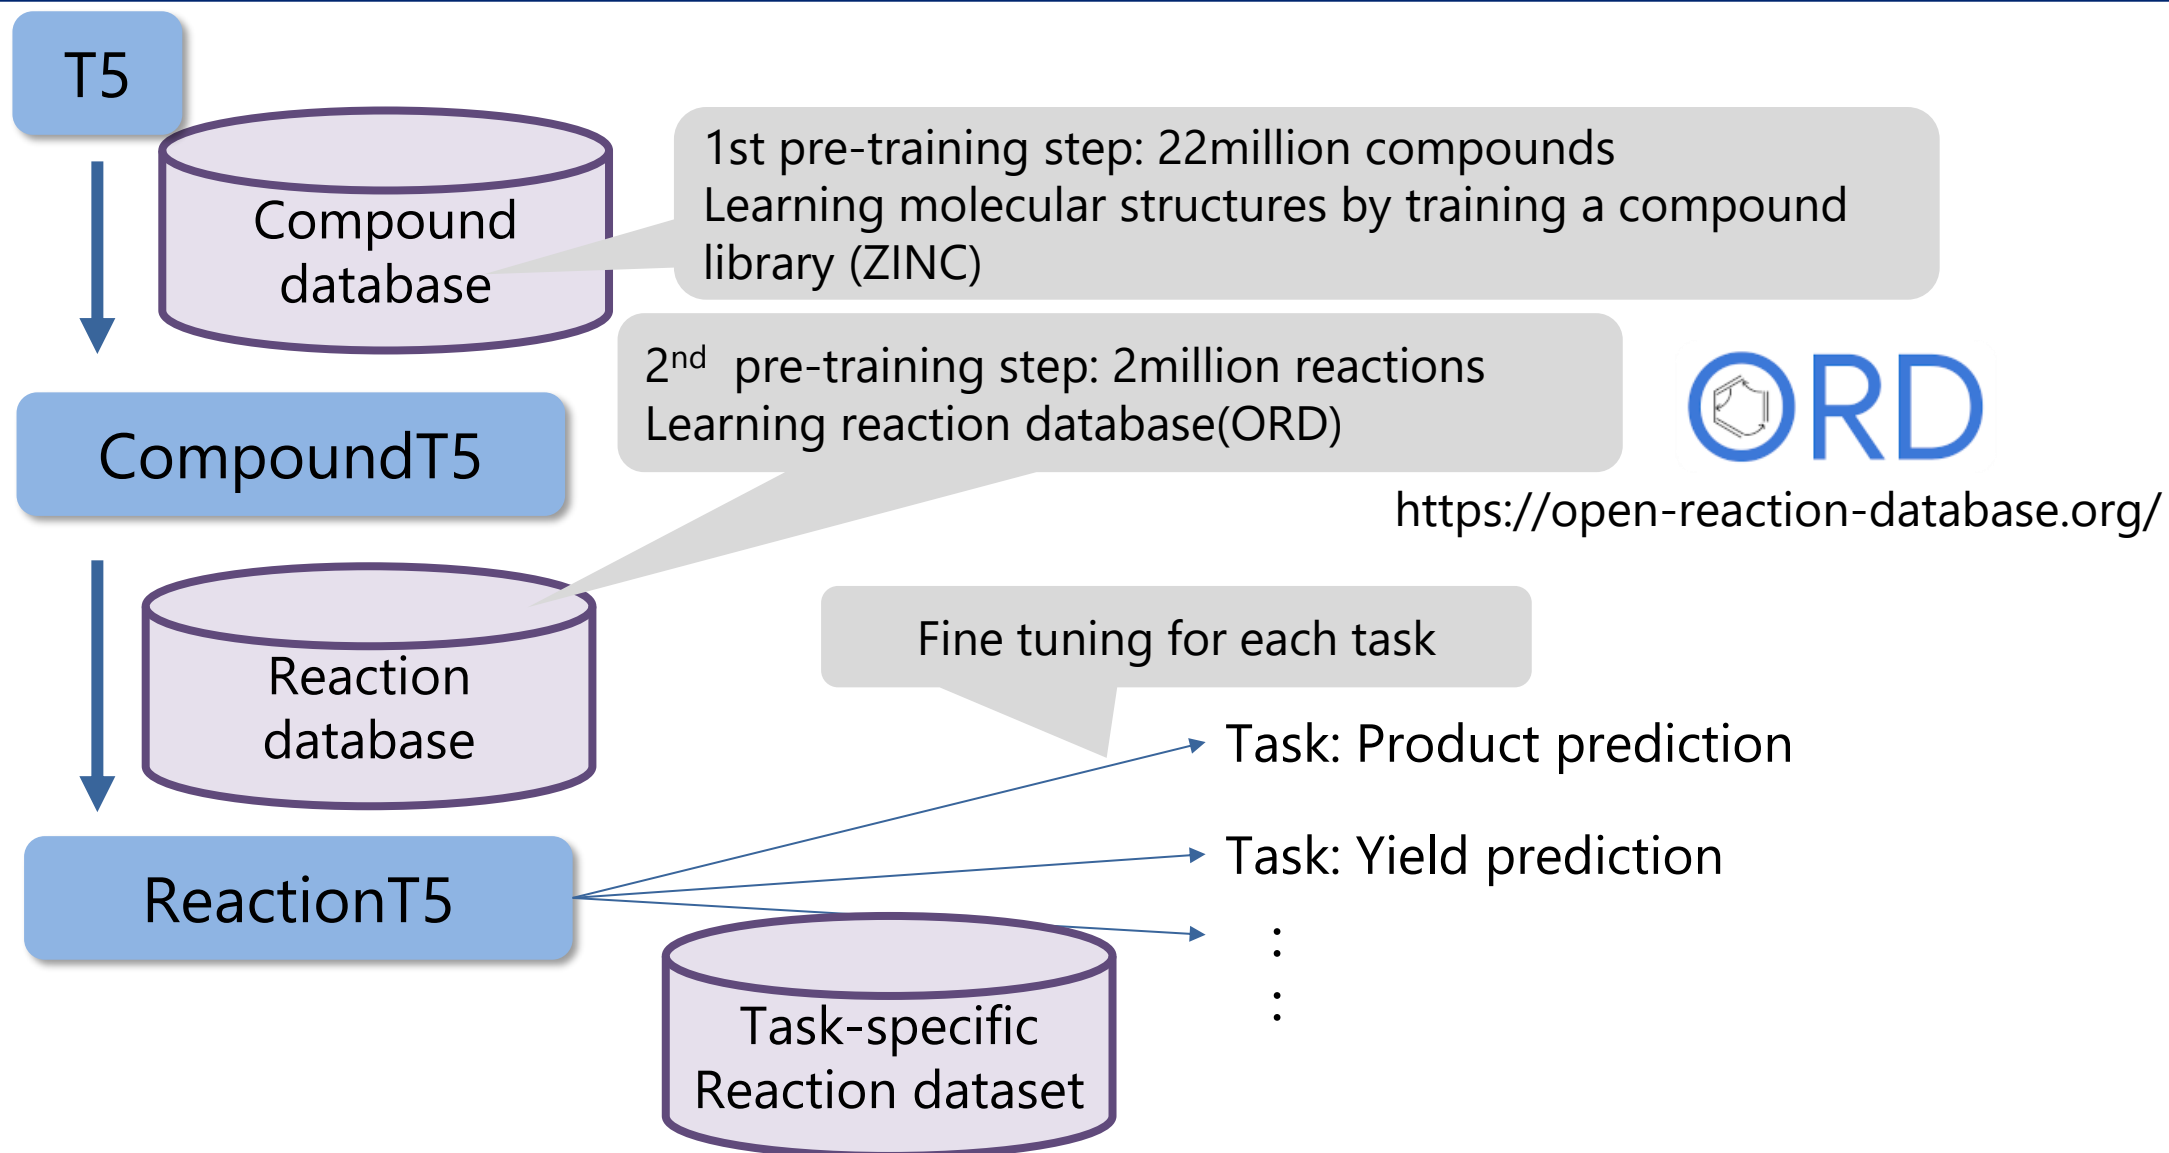 T5
Compound
database
1st pre-training step: 22million compounds
Learning molecular structures by training a compound
library (ZINC)
2nd pre-training step: 2million reactions
Learning reaction database(ORD)
ORD
https://open-reaction-database.org/
CompoundT5
Reaction
database
Fine tuning for each task
Task: Product prediction
Task: Yield prediction
:
:
ReactionT5
Task-specific
Reaction dataset